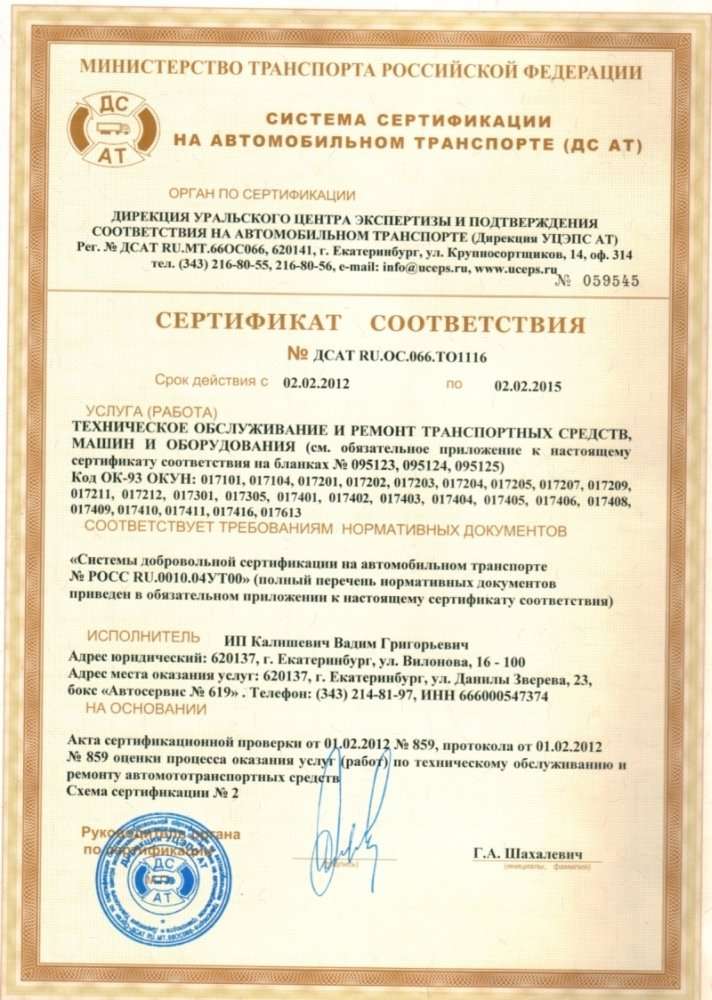 МИНИСТЕРСТВО ТРАНСПОРТА РОССИЙСКОЙ ФЕДЕРАЦИИ
ДС
АТ
СИСТЕМА СЕРТИФИКАЦИИ
НА АВТОМОБИЛЬНОМ ТРАНСПОРТЕ (ДС АТ)
ОРГАН ПО СЕРТИФИКАЦИИ
ДИРЕКЦИЯ УРАЛЬСКОГО ЦЕНТРА ЭКСПЕРТИЗЫ И ПОДТВЕРЖДЕНИЯ
СООТВЕТСТВИЯ НА АВТОМОБИЛЬНОМ ТРАНСПОРТЕ (Дирекция УЦЭПС АТ)
Рег. № ДСАТ RU.МТ.66ОС066, 620141, г. Екатеринбург, ул. Крупносортщиков, 14, оф. 314
тел. (343) 216-80-55, 216-80-56, e-mail: info@uceps.ru, www.uceps.ru
№ 059545
СЕРТИФИКАТ СООТВЕТСТВИЯ
№ ДСАТ RU.ОС.066.ТО1116
Срок действия с 02.02.2012 по 02.02.2015
УСЛУГА (РАБОТА)
ТЕХНИЧЕСКОЕ ОБСЛУЖИВАНИЕ И РЕМОНТ ТРАНСПОРТНЫХ СРЕДСТВ,
МАШИН И ОБОРУДОВАНИЯ (см. обязательное приложение к настоящему
сертификату соответствия на бланках № 095123, 095124, 095125)
Код ОК-93 ОКУН: 017101, 017104, 017201, 017202, 017203, 017204, 017205, 017207, 017209,
017211, 017212, 017301, 017305, 017401, 017402, 017403, 017404, 017405, 017406, 017408,
017409, 017410, 017411, 017416, 017613
СООТВЕТСТВУЕТ ТРЕБОВАНИЯМ НОРМАТИВНЫХ ДОКУМЕНТОВ
«Системы добровольной сертификации на автомобильном транспорте
№ РОСС RU.0010.04УТ00» (полный перечень нормативных документов
приведен в обязательном приложении к настоящему сертификату соответствия)
ИСПОЛНИТЕЛЬ ИП Калишевич Вадим Григорьевич
Адрес юридический: 620137, г. Екатеринбург, ул. Вилонова, 16 - 100
Адрес места оказания услуг: 620137, г. Екатеринбург, ул. Данилы Зверева, 23,
бокс «Автосервис № 619» . Телефон: (343) 214-81-97, ИНН 666000547374
НА ОСНОВАНИИ
Акта сертификационной проверки от 01.02.2012 № 859, протокола от 01.02.2012
№ 859 оценки процесса оказания услуг (работ) по техническому обслуживанию и
ремонту автомототранспортных средств
Схема сертификации № 2
Руководитель органа
по сертификации
Г.А. Шахалевич
(инициалы, фамилия)
ДИРЕКЦИЯ УЦЭПС АТ
ДС
АТ